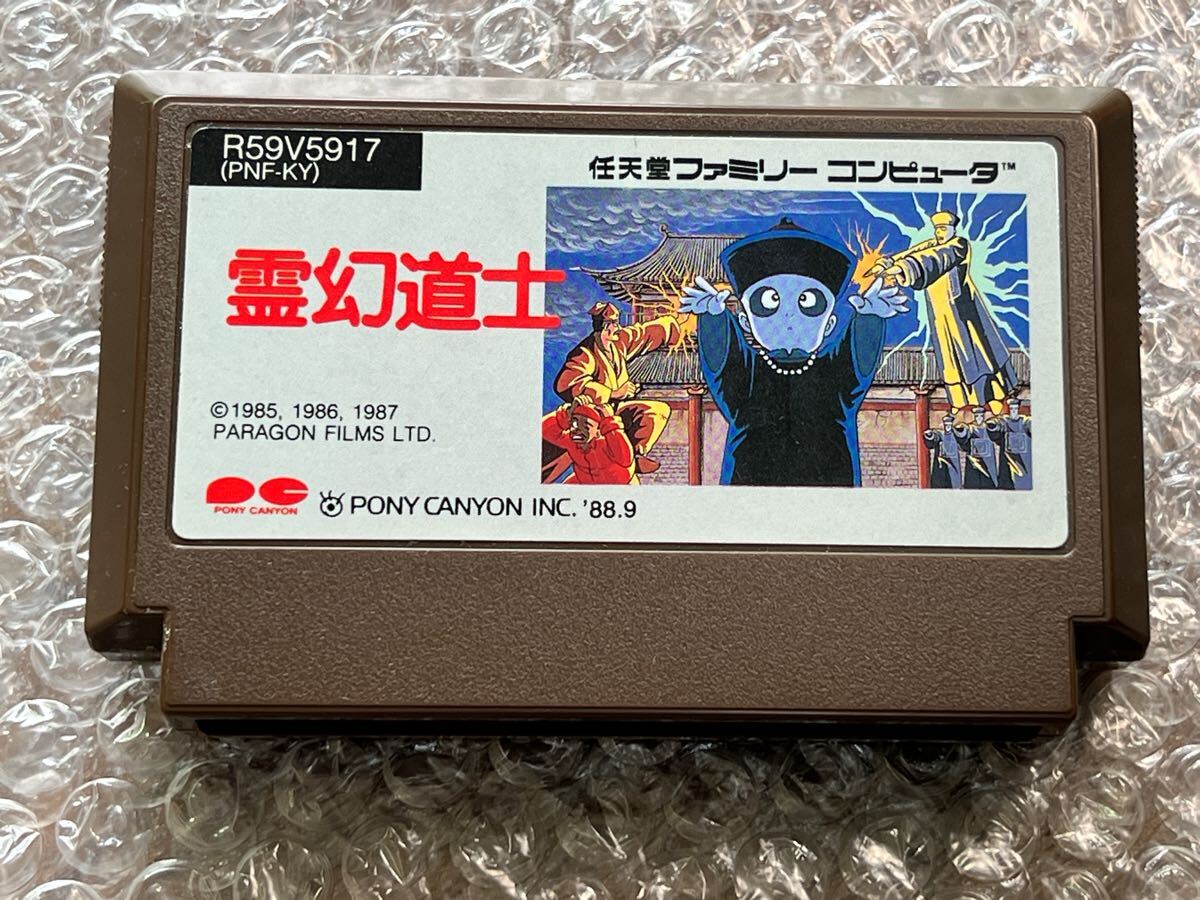 R59V5917
(PNF-KY)
任天堂ファミリー コンピュータ™
霊幻道士
©1985, 1986, 1987
PARAGON FILMS LTD.
PONY CANYON
PONY CANYON INC. '88.9